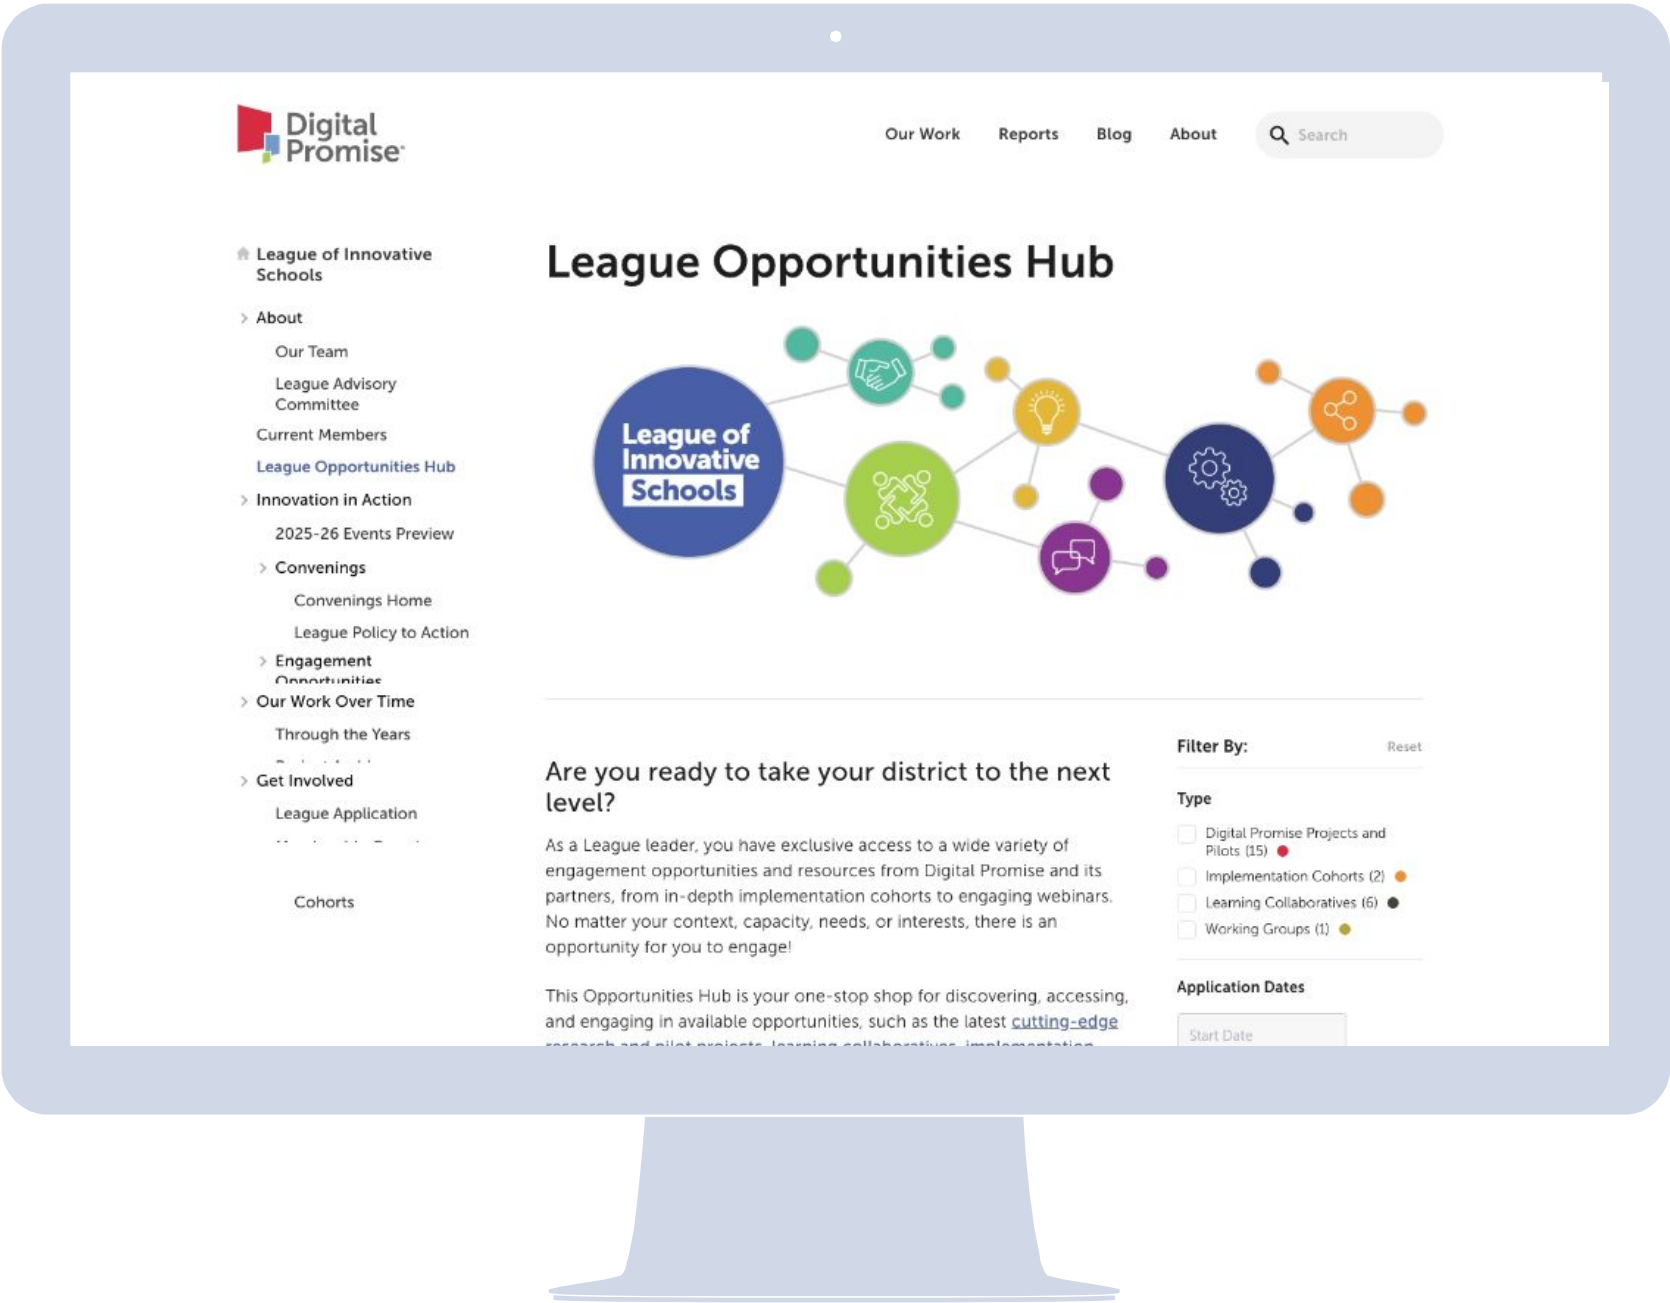 Digital
Promise
Our Work
Reports
Blog
About
Search
League of Innovative
Schools
About
Our Team
League Advisory
Committee
Current Members
League Opportunities Hub
Innovation in Action
2025-26 Events Preview
Convenings
Convenings Home
League Policy to Action
Engagement
Opportunities
Our Work Over Time
Through the Years
Get Involved
League Application
Cohorts
League Opportunities Hub
League of
Innovative
Schools
Are you ready to take your district to the next
level?
As a League leader, you have exclusive access to a wide variety of
engagement opportunities and resources from Digital Promise and its
partners, from in-depth implementation cohorts to engaging webinars.
No matter your context, capacity, needs, or interests, there is an
opportunity for you to engage!
This Opportunities Hub is your one-stop shop for discovering, accessing,
and engaging in available opportunities, such as the latest cutting-edge
research and pilot projects, learning collaboratives, implementation
Filter By:
Reset
Type
Digital Promise Projects and
Pilots (15)
Implementation Cohorts (2)
Learning Collaboratives (6)
Working Groups (1)
Application Dates
Start Date